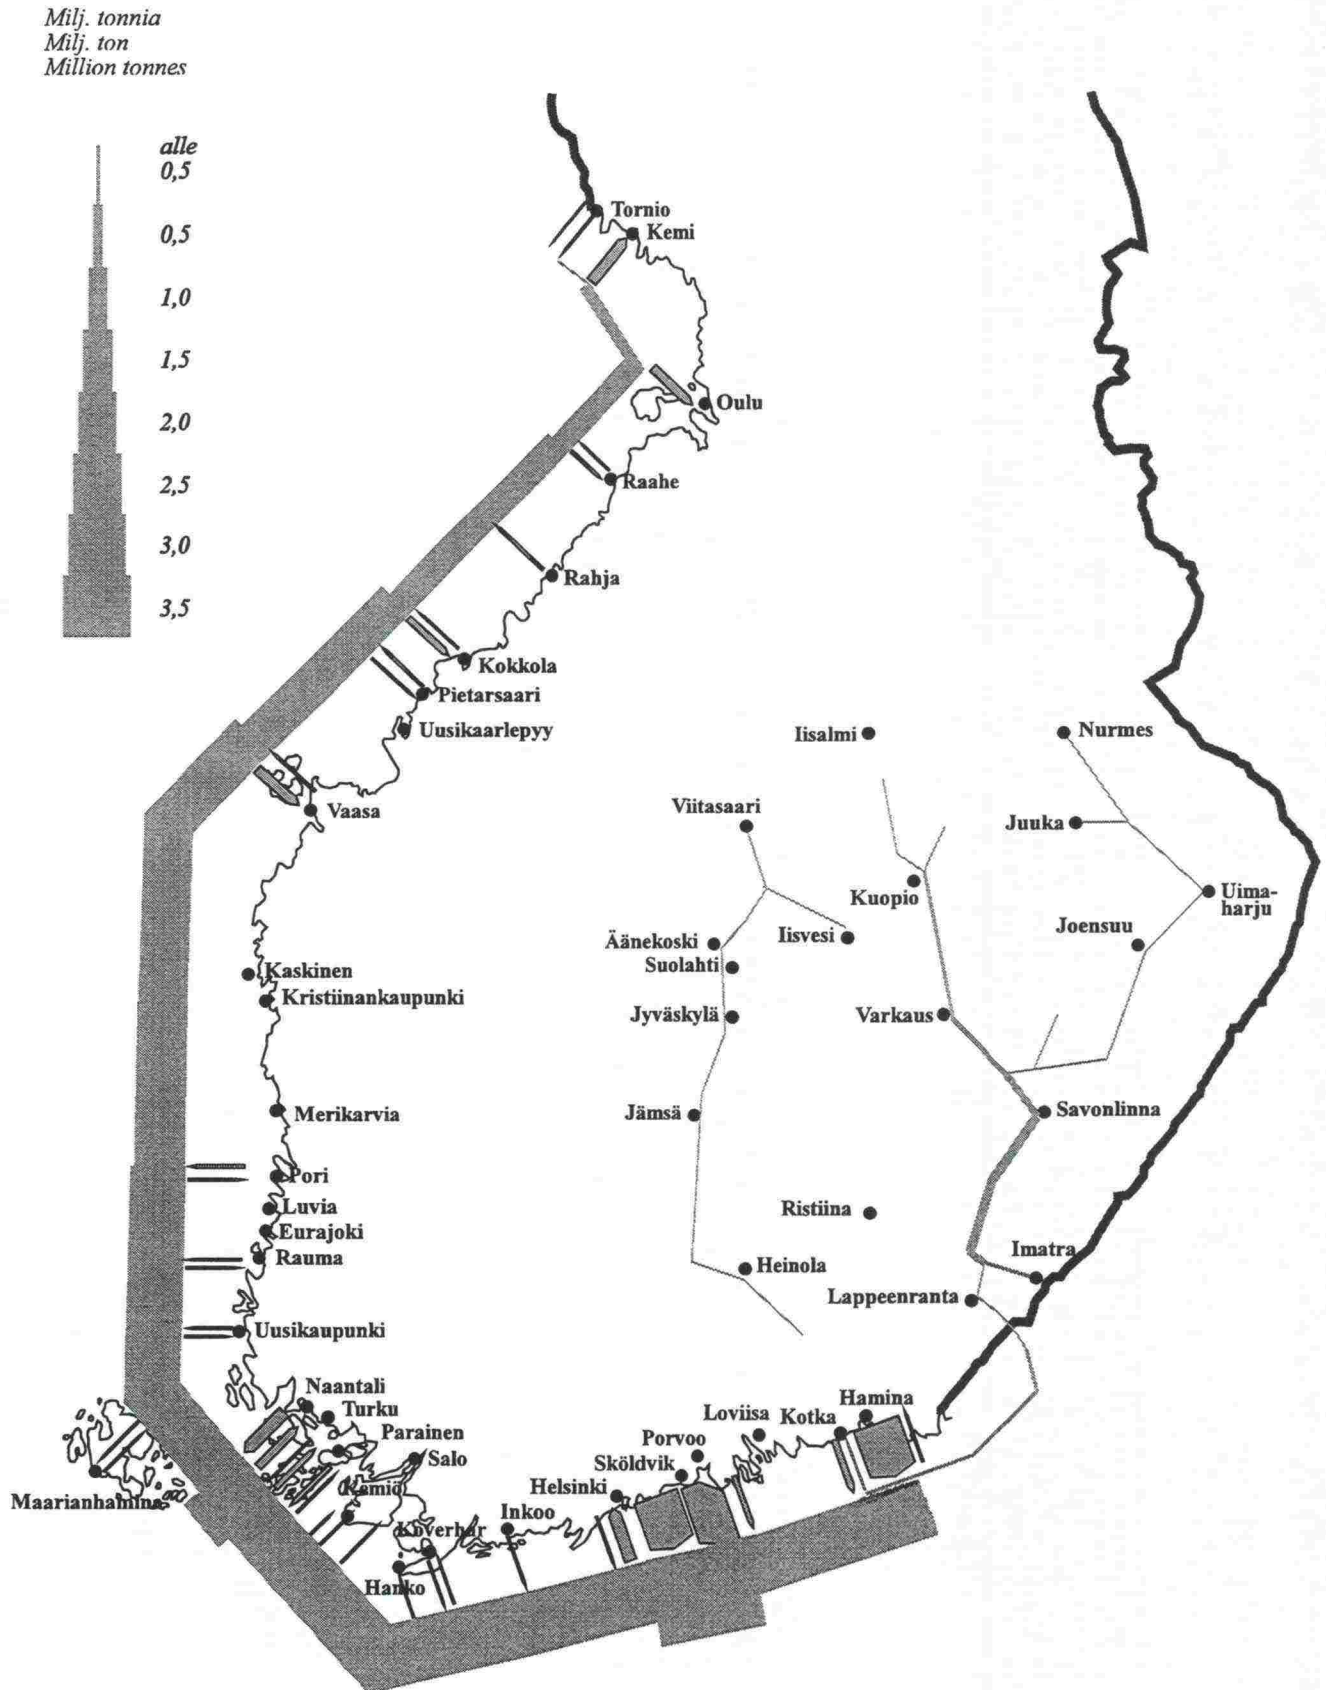 Milj. tonnia
Milj. ton
Million tonnes
alle
0,5
0,5
1,0
1,5
2,0
2,5
3,0
3,5
Tornio
Kemi
Oulu
Raahe
Rahja
Kokkola
Pietarsaari
Uusikaarlepyy
Vaasa
Iisalmi
Nurmes
Viitasaari
Juuka
Kuopio
Uima-
harju
Joensuu
Äänekoski
Iisvesi
Suolahti
Kaskinen
Kristiinankaupunki
Jyväskylä
Varkaus
Merikarvia
Jämsä
Savonlinna
Pori
Luvia
Eurajoki
Rauma
Ristiina
Imatra
Heinola
Lappeenranta
Uusikaupunki
Naantali
Turku
Parainen
Salo
Hamina
Loviisa
Kotka
Porvoo
Sköldvik
Helsinki
Maarianhamina
Kemiö
Inkoo
Koverhar
Hanko